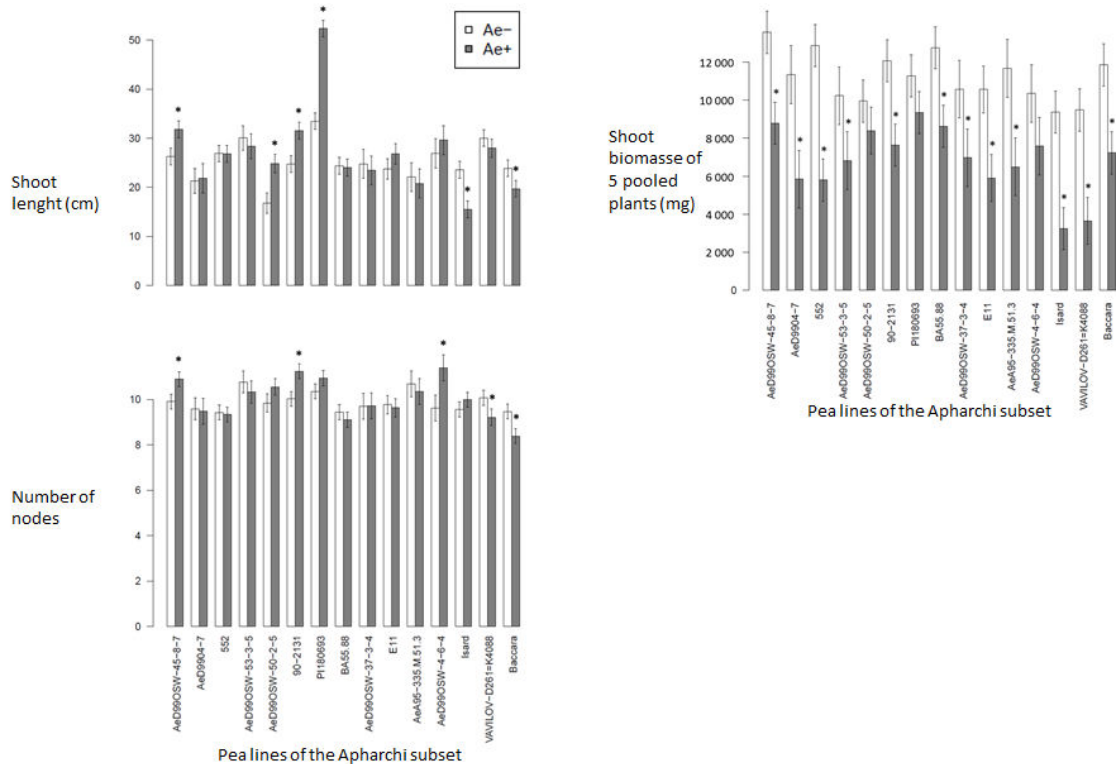 Ae−
Ae+
Shoot
lenght (cm)
60
50
40
30
20
10
0
*
*
*
*
*
*
Number of
nodes
10
8
6
4
2
0
*
*
*
*
*
AeD99OSW−45−8−7
AeD9904−7
552
AeD99OSW−53−3−5
AeD99OSW−50−2−5
90−2131
PI180693
BA55.88
AeD99OSW−37−3−4
E11
AeA95−335.M.51.3
AeD99OSW−4−6−4
Isard
VAVILOV−D261=K4088
Baccara
Pea lines of the Apharchi subset
Shoot
biomasse of
5 pooled
plants (mg)
12 000
10 000
8 000
6 000
4 000
2 000
0
*
*
*
*
*
*
*
*
*
*
*
*
AeD99OSW−45−8−7
AeD9904−7
552
AeD99OSW−53−3−5
AeD99OSW−50−2−5
90−2131
PI180693
BA55.88
AeD99OSW−37−3−4
E11
AeA95−335.M.51.3
AeD99OSW−4−6−4
Isard
VAVILOV−D261=K4088
Baccara
Pea lines of the Apharchi subset